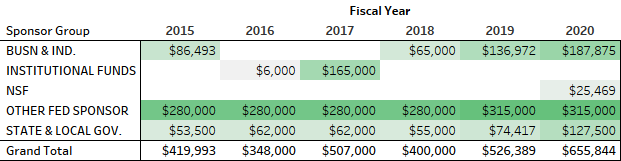 Fiscal Year
Sponsor Group 2015 2016 2017 2018 2019 2020
BUSN & IND. $86,493 $65,000 $136,972 $187,875
INSTITUTIONAL FUNDS $6,000 $165,000
NSF $25,469
OTHER FED SPONSOR $280,000 $280,000 $280,000 $280,000 $315,000 $315,000
STATE & LOCAL GOV. $53,500 $62,000 $62,000 $55,000 $74,417 $127,500
Grand Total $419,993 $348,000 $507,000 $400,000 $526,389 $655,844